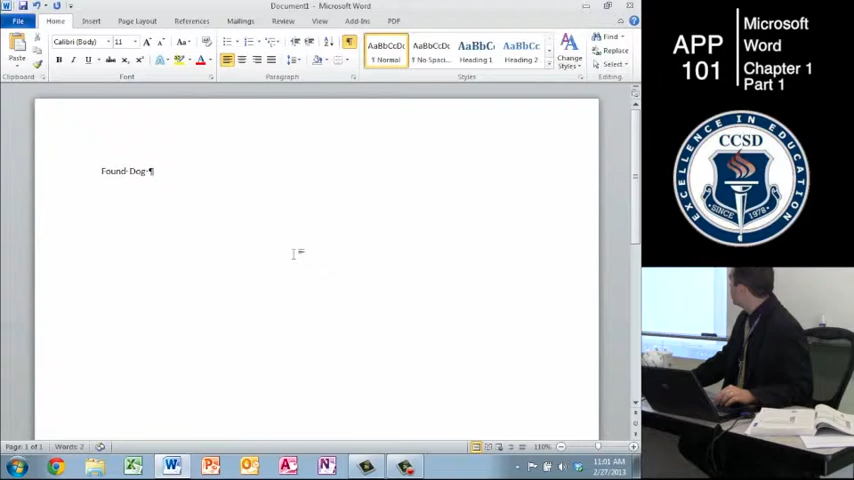 Document1 - Microsoft Word
File Home Insert Page Layout References Mailings Review View Add-Ins PDF
Paste
Calibri (Body) 11
AaBbCcDc AaBbCcDc AaBbC AaBbCc
¶ Normal ¶ No Spaci... Heading 1 Heading 2
Change Styles
Find
Replace
Select
Clipboard Font Paragraph Styles Editing
Found· Dog·¶
Page: 1 of 1 Words: 2 110%
11:01 AM
2/27/2013
APP 101
Microsoft
Word
Chapter 1
Part 1
EXCELLENCE IN EDUCATION
CCSD
SINCE 1978